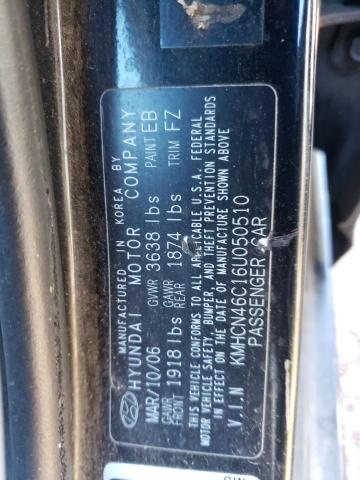 MANUFACTURED IN KOREA BY
HYUNDAI MOTOR COMPANY
MAR/10/06 GVWR 3638 lbs PAINT EB
GAWR FRONT 1918 lbs GAWR REAR 1874 lbs TRIM FZ
THIS VEHICLE CONFORMS TO ALL APPLICABLE U.S.A. FEDERAL
MOTOR VEHICLE SAFETY, BUMPER, AND THEFT PREVENTION STANDARDS
IN EFFECT ON THE DATE OF MANUFACTURE SHOWN ABOVE
V.I.N KMHCN46C16U050510
PASSENGER CAR